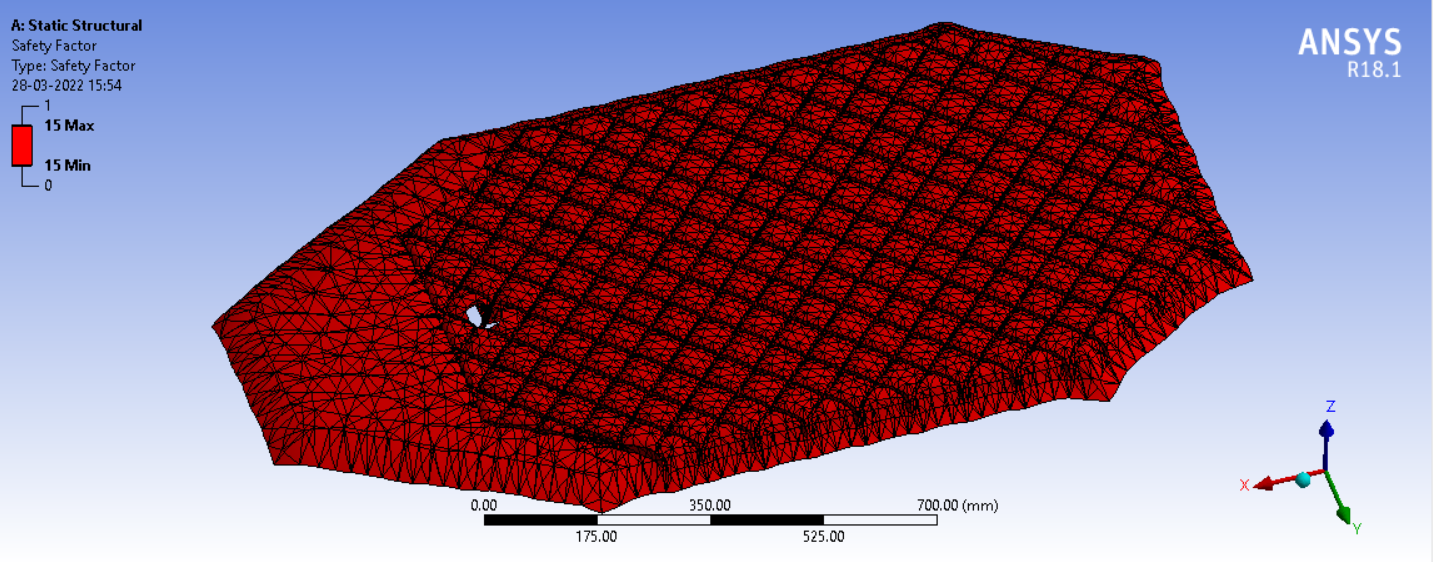 A: Static Structural
Safety Factor
Type: Safety Factor
28-03-2022 15:54
1
15 Max
15 Min
0
ANSYS
R18.1
0.00
350.00
700.00 (mm)
175.00
525.00
Z
X
Y